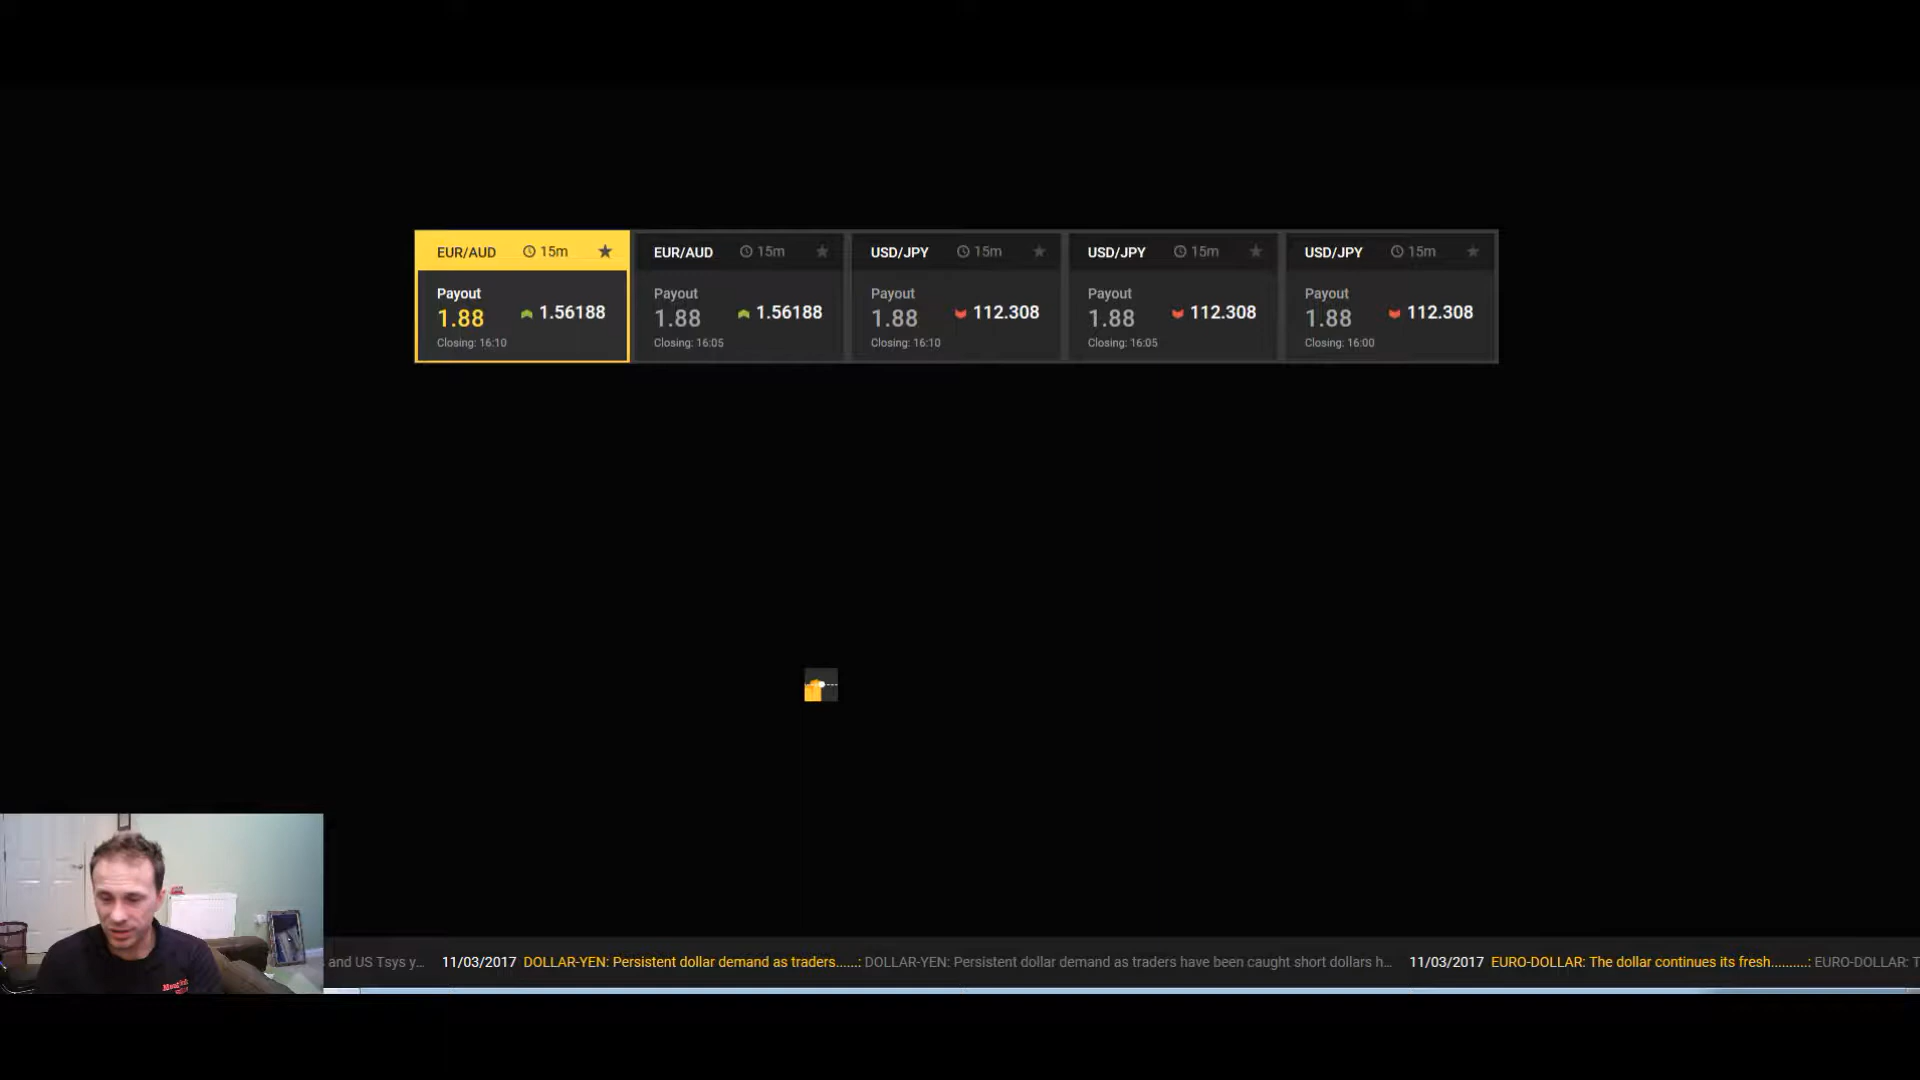 EUR/AUD 15m
Payout
1.88 1.56188
Closing: 16:10
EUR/AUD 15m
Payout
1.88 1.56188
Closing: 16:05
USD/JPY 15m
Payout
1.88 112.308
Closing: 16:10
USD/JPY 15m
Payout
1.88 112.308
Closing: 16:05
USD/JPY 15m
Payout
1.88 112.308
Closing: 16:00
and US Tsys y... 11/03/2017 DOLLAR-YEN: Persistent dollar demand as traders......: DOLLAR-YEN: Persistent dollar demand as traders have been caught short dollars h... 11/03/2017 EURO-DOLLAR: The dollar continues its fresh..........: EURO-DOLLAR: T